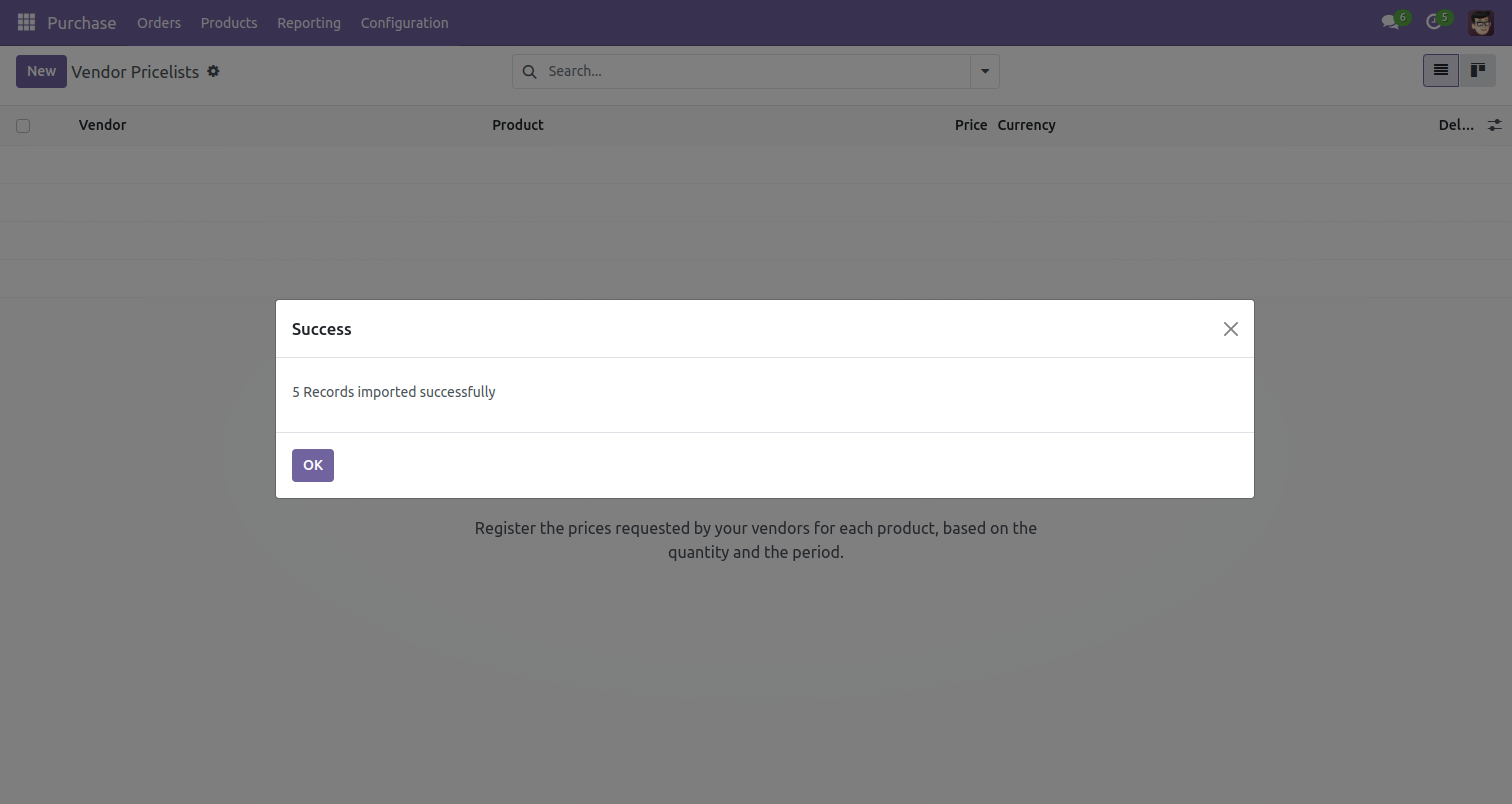 Purchase Orders Products Reporting Configuration 6 5
New Vendor Pricelists Search...
Vendor Product Price Currency Del...
Success
5 Records imported successfully
OK
Register the prices requested by your vendors for each product, based on the
quantity and the period.